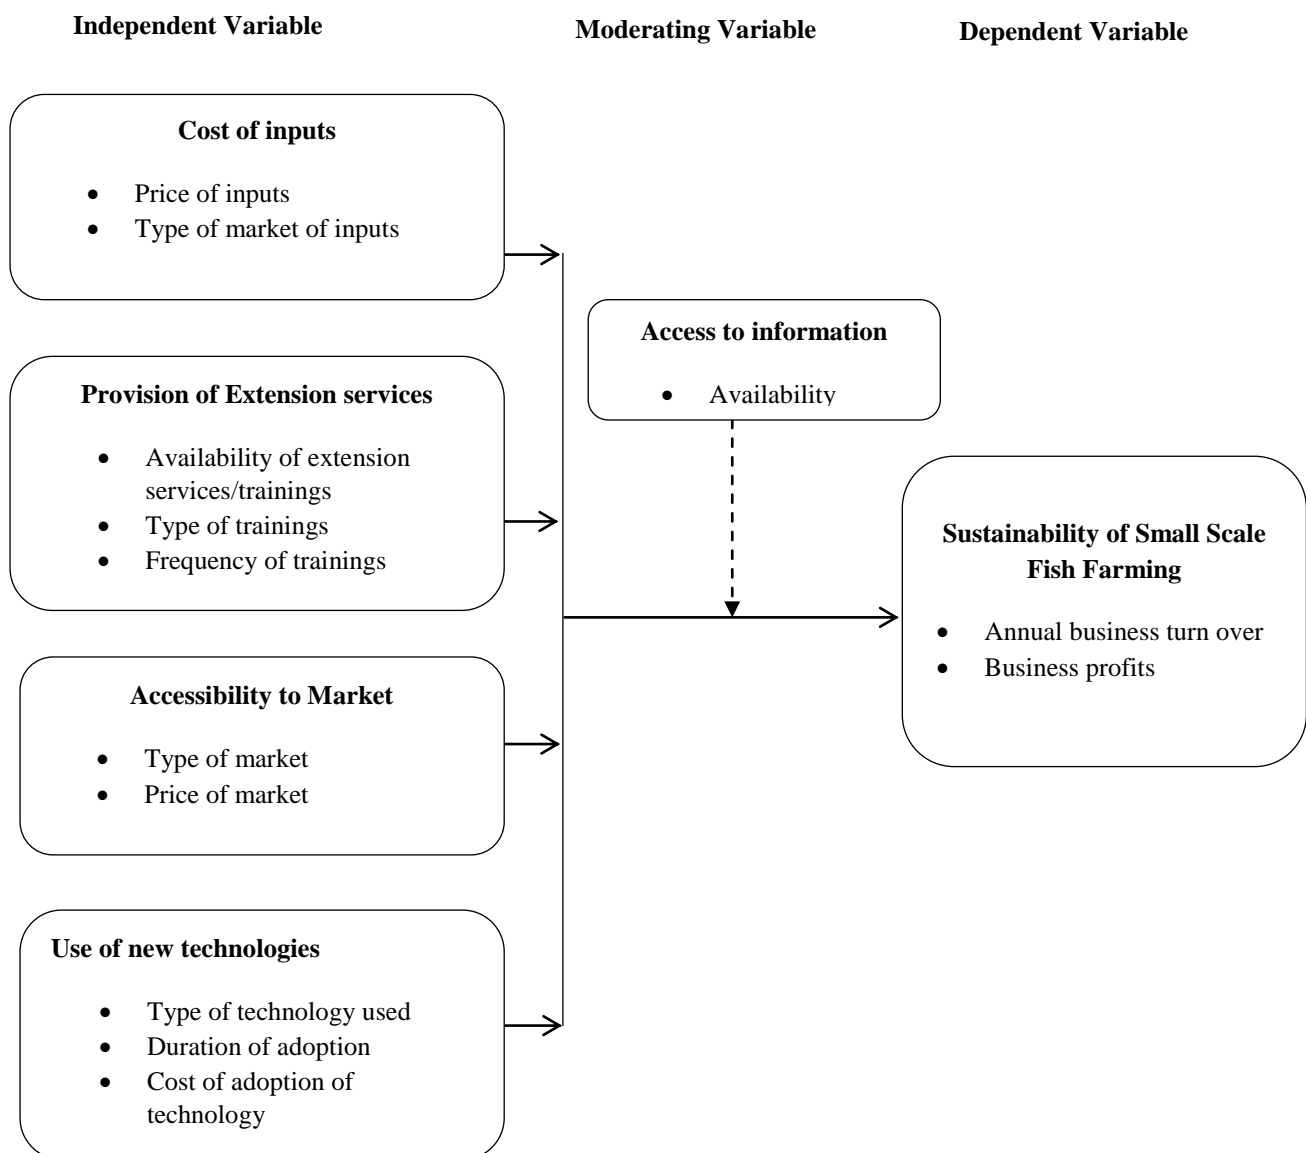 Independent Variable
Moderating Variable
Dependent Variable
Cost of inputs
• Price of inputs
• Type of market of inputs
Provision of Extension services
• Availability of extension
services/trainings
• Type of trainings
• Frequency of trainings
Accessibility to Market
• Type of market
• Price of market
Use of new technologies
• Type of technology used
• Duration of adoption
• Cost of adoption of
technology
Access to information
• Availability
Sustainability of Small Scale
Fish Farming
• Annual business turn over
• Business profits